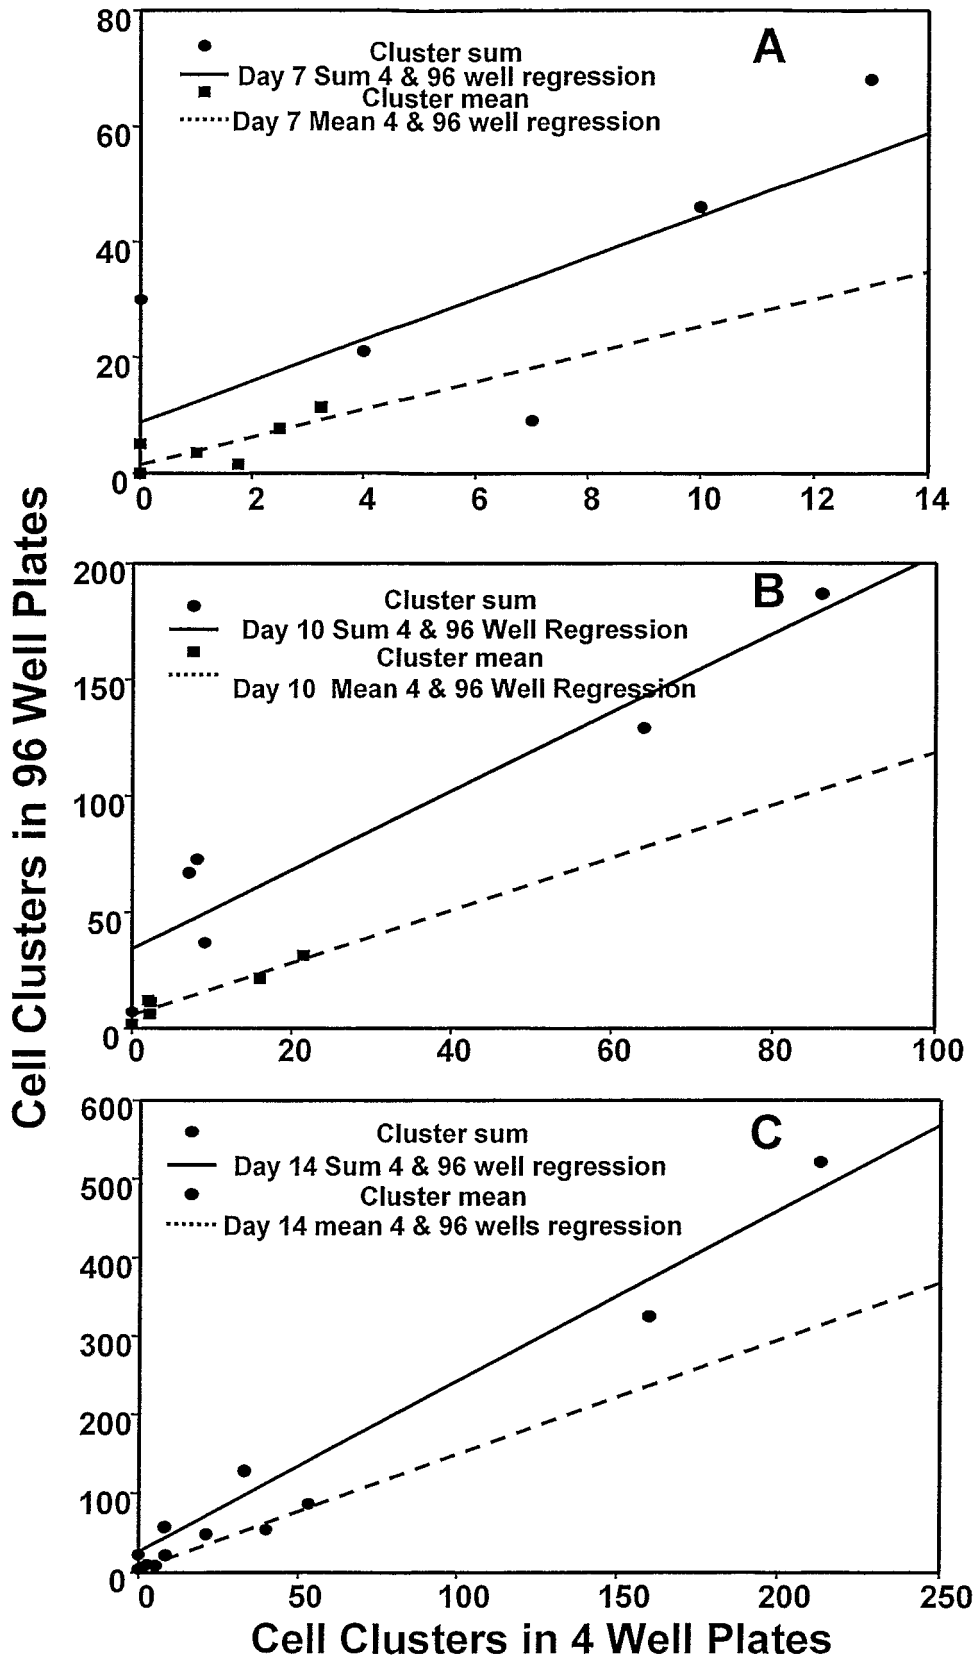 Cell Clusters in 96 Well Plates
80
A
Cluster sum
Day 7 Sum 4 & 96 well regression
Cluster mean
Day 7 Mean 4 & 96 well regression
60
40
20
0
0 2 4 6 8 10 12 14
200
B
Cluster sum
Day 10 Sum 4 & 96 Well Regression
Cluster mean
Day 10 Mean 4 & 96 Well Regression
150
100
50
0
0 20 40 60 80 100
600
C
Cluster sum
Day 14 Sum 4 & 96 well regression
Cluster mean
Day 14 mean 4 & 96 wells regression
500
400
300
200
100
0
0 50 100 150 200 250
Cell Clusters in 4 Well Plates